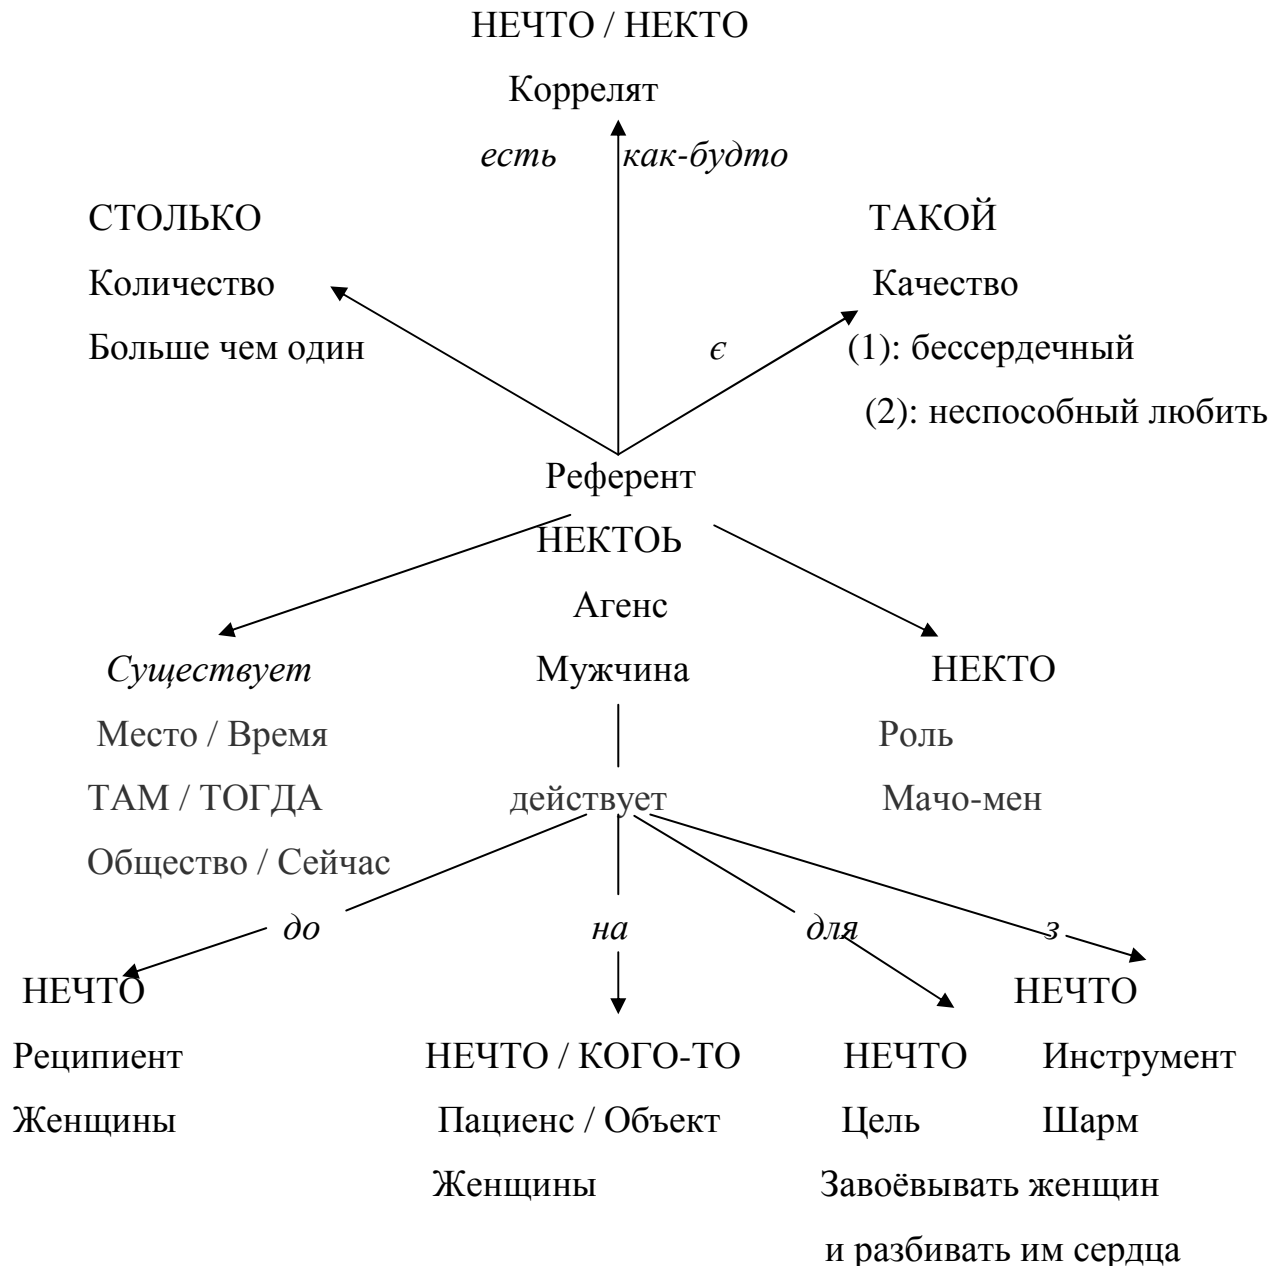 НЕЧТО / НЕКТО
Коррелят
есть как-будто
СТОЛЬКО ТАКОЙ
Количество Качество
Больше чем один є (1): бессердечный
(2): неспособный любить
Референт
НЕКТОЬ
Агенс
Существует Мужчина НЕКТО
Место / Время Роль
ТАМ / ТОГДА действует Мачо-мен
Общество / Сейчас
до на для з
НЕЧТО НЕЧТО
Реципиент НЕЧТО / КОГО-ТО НЕЧТО Инструмент
Женщины Пациенс / Объект Цель Шарм
Женщины Завоёвывать женщин
и разбивать им сердца